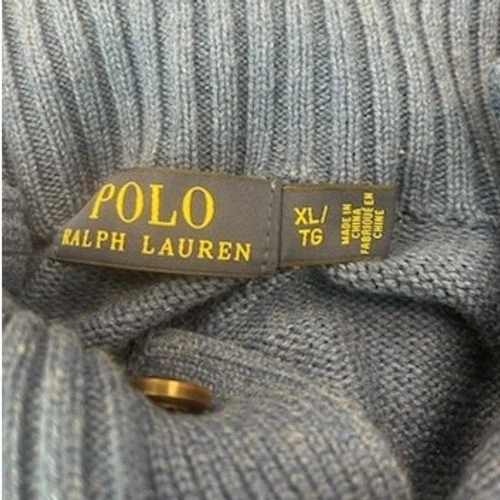 POLO
RALPH LAUREN
XL/
TG
MADE IN
CHINA
FABRIQUÉ EN
CHINE